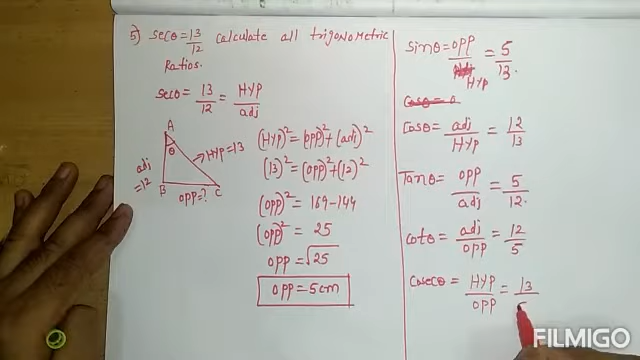 5) secθ = 13/12 calculate all trigonometric
Ratios.
secθ = 13/12 = HYP/adj
A
θ
HYP = 13
adj
= 12
B
OPP = ?
C
(HYP)² = (OPP)² + (adj)²
(13)² = (OPP)² + (12)²
(OPP)² = 169 - 144
(OPP)² = 25
OPP = √25
OPP = 5cm
Sinθ = OPP/HYP = 5/13.
Cosθ = adj/HYP = 12/13
Tanθ = OPP/adj = 5/12.
Cotθ = adj/OPP = 12/5
Cosecθ = HYP/OPP = 13/5
FILMIGO